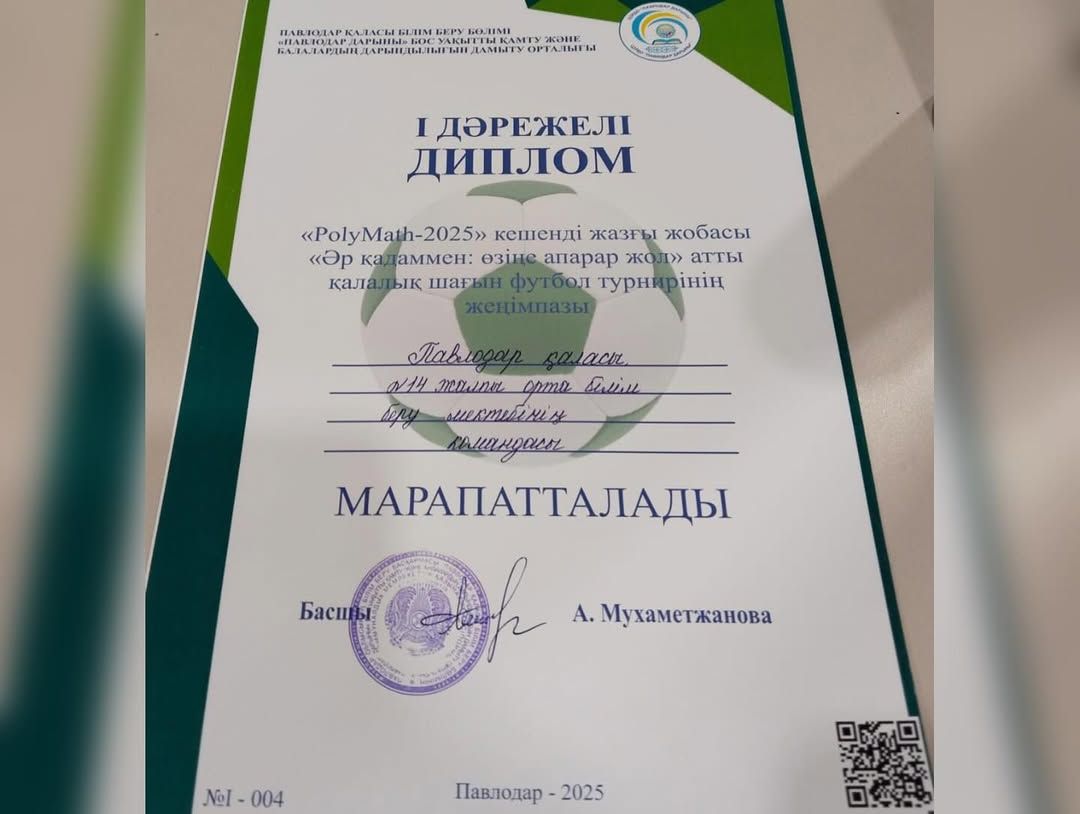 ПАВЛОДАР ҚАЛАСЫ БІЛІМ БЕРУ БӨЛІМІ
«ПАВЛОДАР ДАРЫНЫ» БОС УАҚЫТТЫ ҚАМТУ ЖӘНЕ
БАЛАЛАРДЫҢ ДАРЫНДЫЛЫҒЫН ДАМЫТУ ОРТАЛЫҒЫ
І ДӘРЕЖЕЛІ
ДИПЛОМ
«PolyMath-2025» кешенді жазғы жобасы
«Әр қадаммен: өзіңе апарар жол» атты
қалалық шағын футбол турнирінің
жеңімпазы
Павлодар қаласы,
№14 жалпы орта білім
беру мектебінің
командасы
МАРАПАТТАЛАДЫ
Басшы
А. Мухаметжанова
№І - 004
Павлодар - 2025